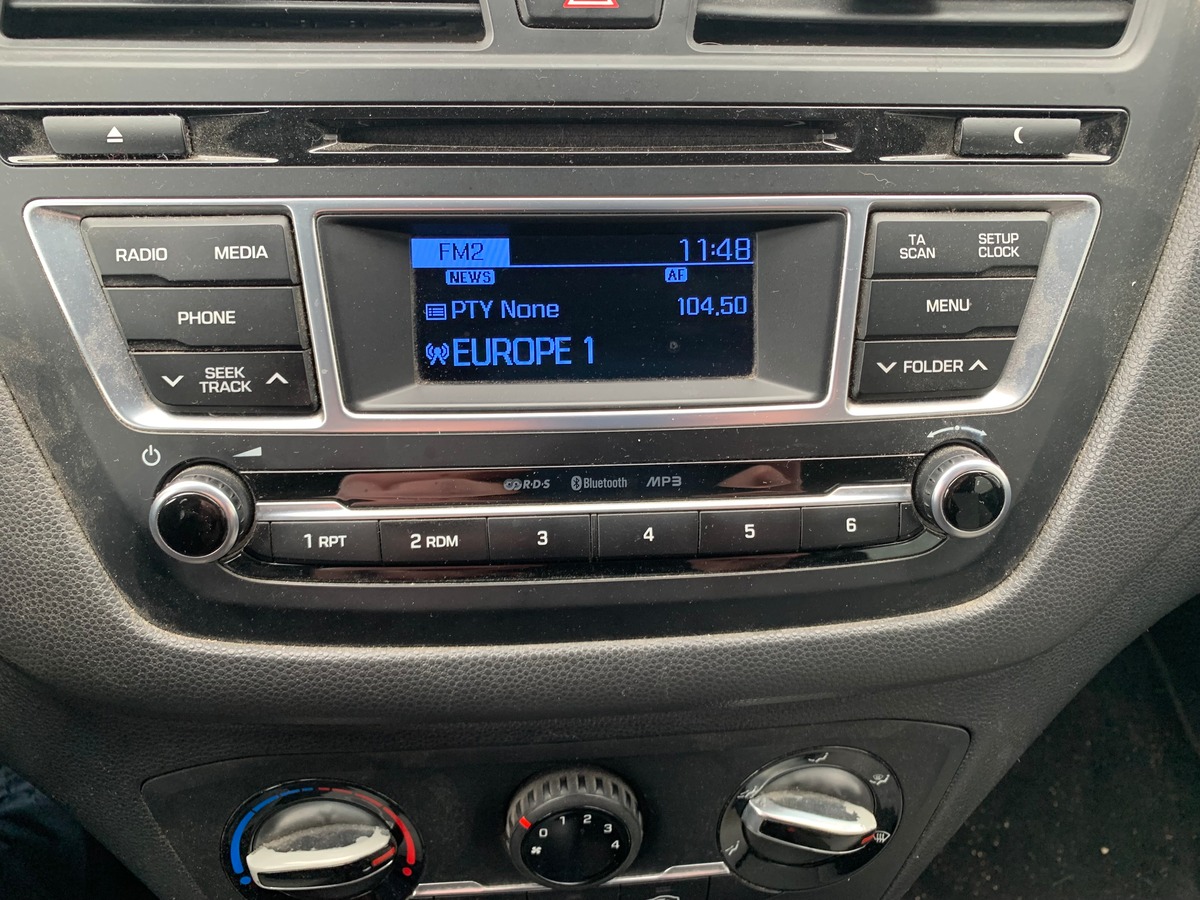 RADIO MEDIA
PHONE
SEEK
TRACK
FM2 11:48
NEWS AF
PTY None 104.50
EUROPE 1
TA
SCAN
SETUP
CLOCK
MENU
FOLDER
R·D·S Bluetooth MP3
1 RPT 2 RDM 3 4 5 6
0 1 2 3 4